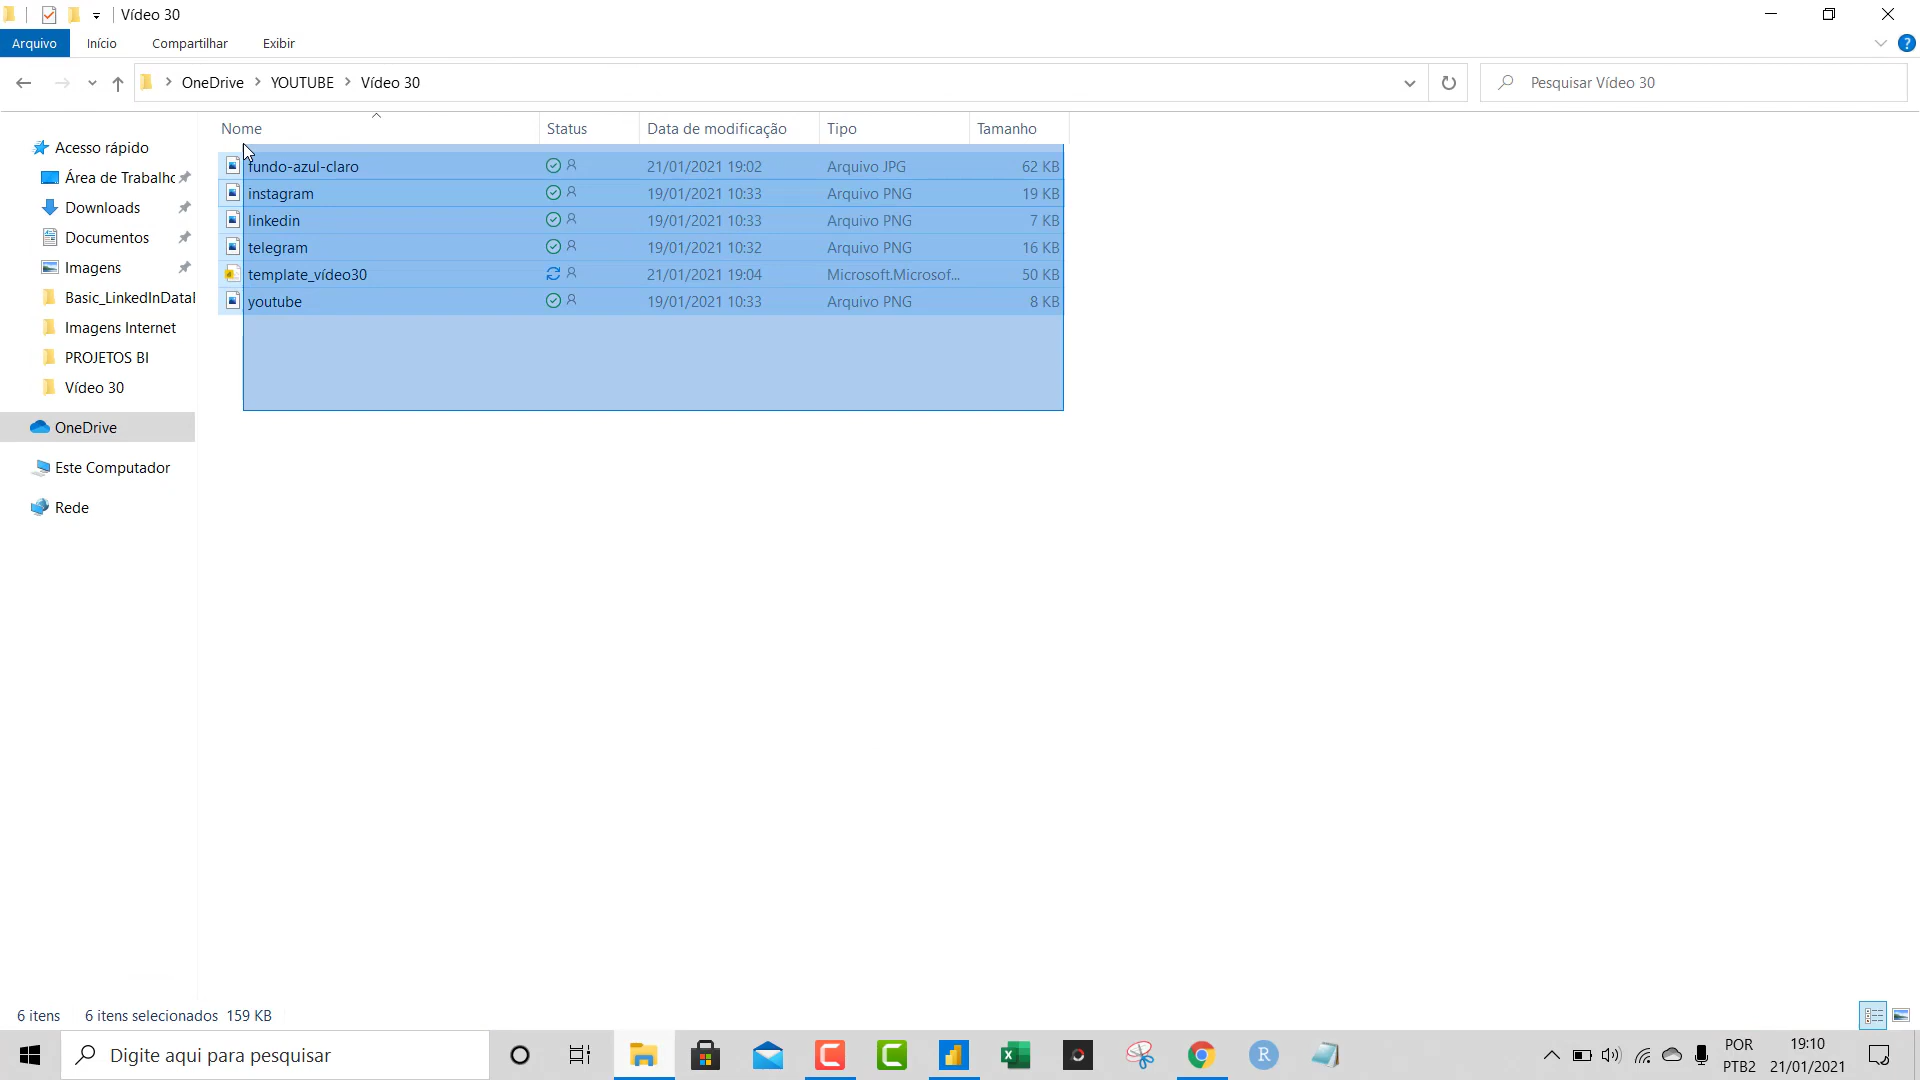 Vídeo 30
Arquivo Início Compartilhar Exibir
OneDrive YOUTUBE Vídeo 30
Pesquisar Vídeo 30
Nome Status Data de modificação Tipo Tamanho
fundo-azul-claro 21/01/2021 19:02 Arquivo JPG 62 KB
instagram 19/01/2021 10:33 Arquivo PNG 19 KB
linkedin 19/01/2021 10:33 Arquivo PNG 7 KB
telegram 19/01/2021 10:32 Arquivo PNG 16 KB
template_vídeo30 21/01/2021 19:04 Microsoft.Microsof... 50 KB
youtube 19/01/2021 10:33 Arquivo PNG 8 KB
Acesso rápido
Área de Trabalho
Downloads
Documentos
Imagens
Basic_LinkedInDataI
Imagens Internet
PROJETOS BI
Vídeo 30
OneDrive
Este Computador
Rede
6 itens 6 itens selecionados 159 KB
Digite aqui para pesquisar
R
POR
PTB2
19:10
21/01/2021